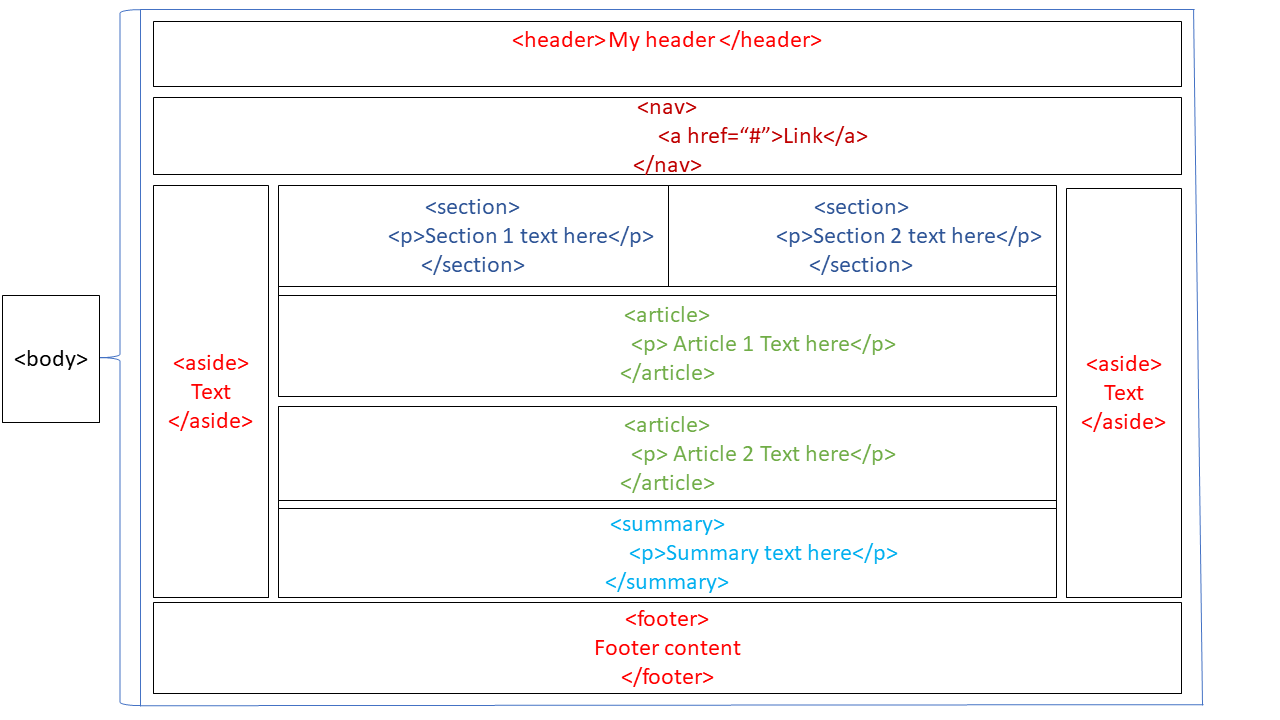 <header>My header </header>
<nav>
<a href=“#”>Link</a>
</nav>
<body>
<aside>
Text
</aside>
<section>
<p>Section 1 text here</p>
</section>
<section>
<p>Section 2 text here</p>
</section>
<article>
<p> Article 1 Text here</p>
</article>
<article>
<p> Article 2 Text here</p>
</article>
<summary>
<p>Summary text here</p>
</summary>
<aside>
Text
</aside>
<footer>
Footer content
</footer>